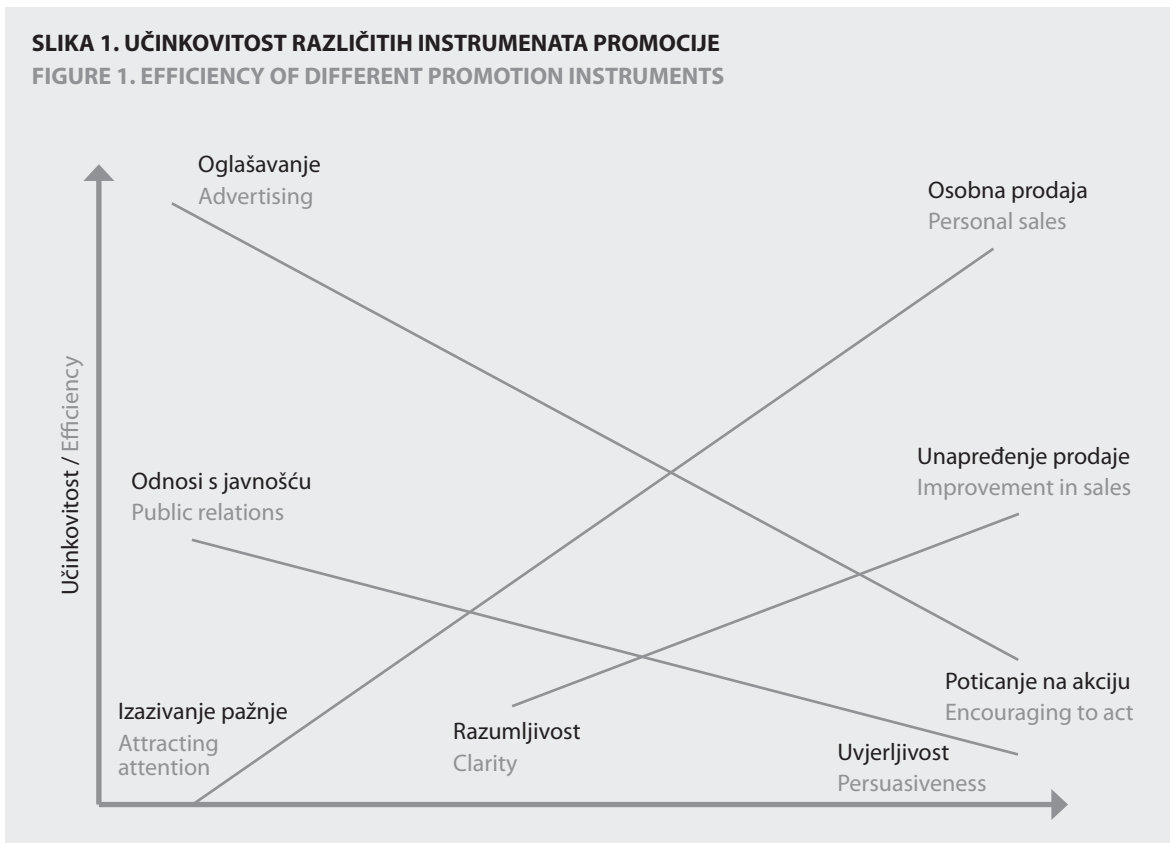 SLIKA 1. UČINKOVITOST RAZLIČITIH INSTRUMENATA PROMOCIJE
FIGURE 1. EFFICIENCY OF DIFFERENT PROMOTION INSTRUMENTS
Oglašavanje
Advertising
Osobna prodaja
Personal sales
Učinkovitost / Efficiency
Odnosi s javnošću
Public relations
Unapređenje prodaje
Improvement in sales
Izazivanje pažnje
Attracting
attention
Razumljivost
Clarity
Uvjerljivost
Persuasiveness
Poticanje na akciju
Encouraging to act